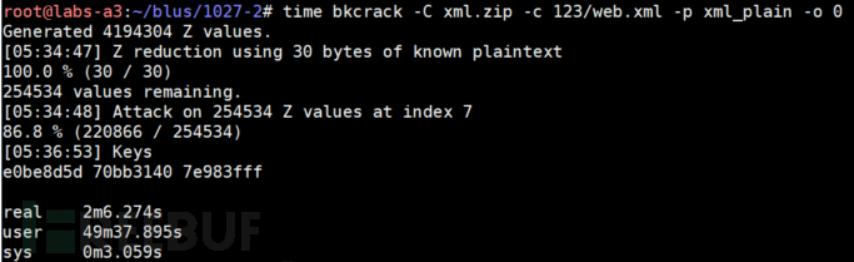 root@labs-a3:~/blus/1027-2# time bkcrack -C xml.zip -c 123/web.xml -p xml_plain -o 0
Generated 4194304 Z values.
[05:34:47] Z reduction using 30 bytes of known plaintext
100.0 % (30 / 30)
254534 values remaining.
[05:34:48] Attack on 254534 Z values at index 7
86.8 % (220866 / 254534)
[05:36:53] Keys
e0be8d5d 70bb3140 7e983fff
real 2m6.274s
user 49m37.895s
sys 0m3.059s